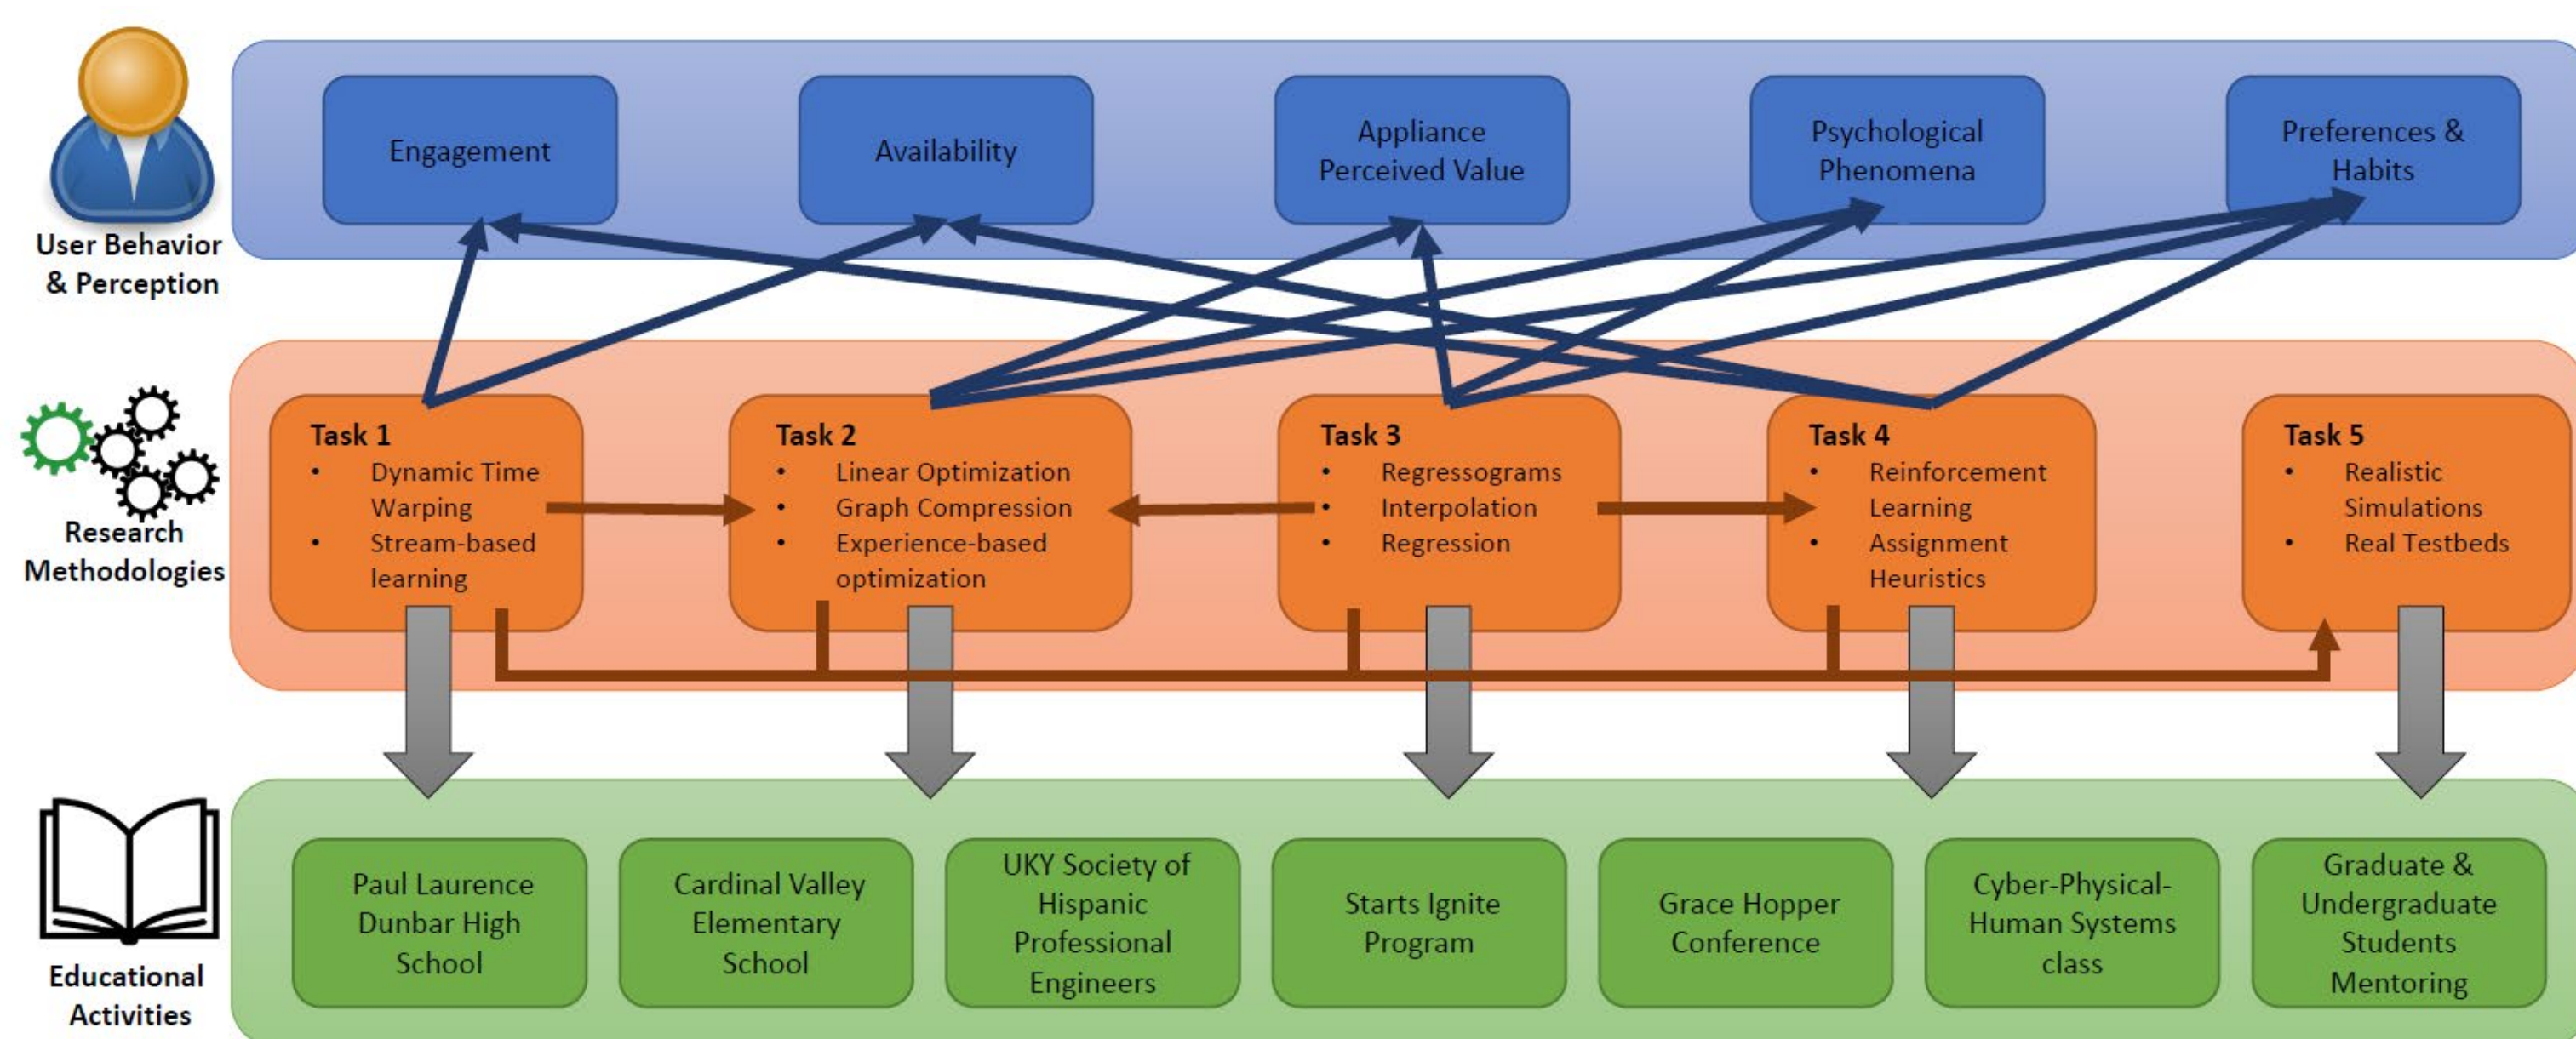 User Behavior
& Perception
Engagement
Availability
Appliance
Perceived Value
Psychological
Phenomena
Preferences &
Habits
Research
Methodologies
Task 1
• Dynamic Time
Warping
• Stream-based
learning
Task 2
• Linear Optimization
• Graph Compression
• Experience-based
optimization
Task 3
• Regressograms
• Interpolation
• Regression
Task 4
• Reinforcement
Learning
• Assignment
Heuristics
Task 5
• Realistic
Simulations
• Real Testbeds
Educational
Activities
Paul Laurence
Dunbar High
School
Cardinal Valley
Elementary
School
UKY Society of
Hispanic
Professional
Engineers
Starts Ignite
Program
Grace Hopper
Conference
Cyber-Physical-
Human Systems
class
Graduate &
Undergraduate
Students
Mentoring